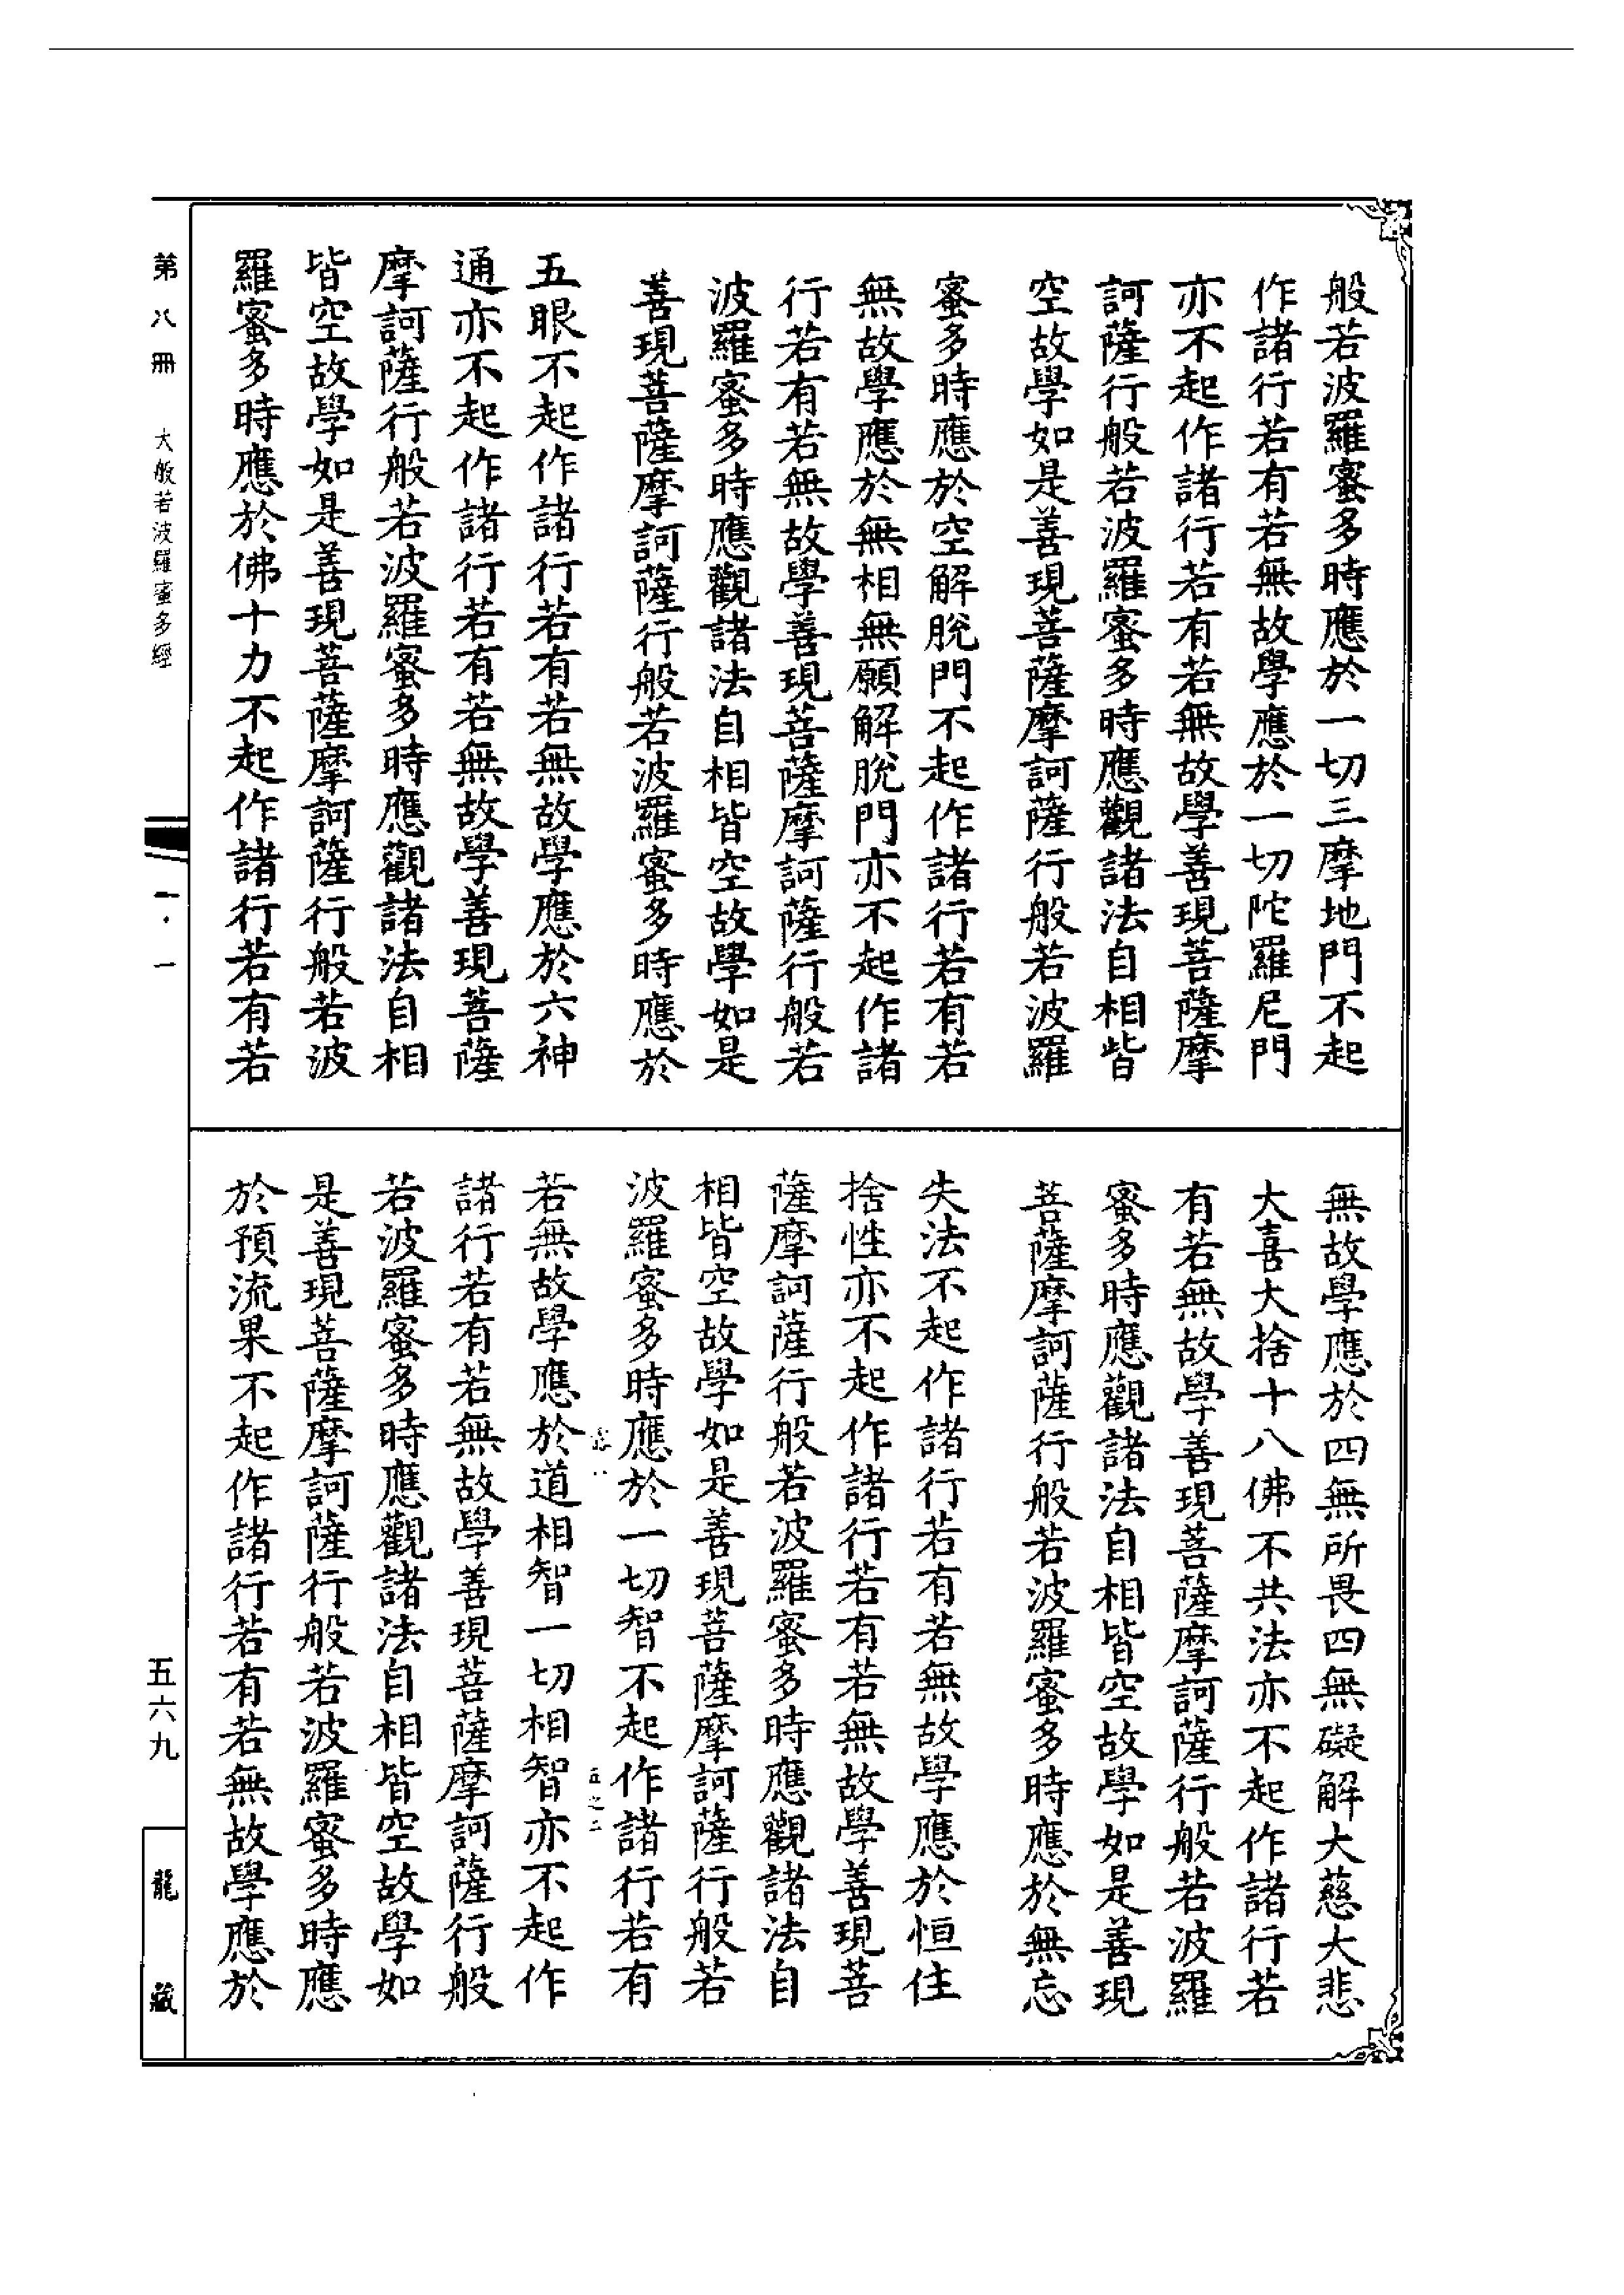 般若波羅蜜多時應於一切三摩地門不起
作諸行若有若無故學應於一切陀羅尼門
亦不起作諸行若有若無故學善現菩薩摩
訶薩行般若波羅蜜多時應觀諸法自相皆
空故學如是善現菩薩摩訶薩行般若波羅
蜜多時應於空解脫門不起作諸行若有若
無故學應於無相無願解脫門亦不起作諸
行若有若無故學善現菩薩摩訶薩行般若
波羅蜜多時應觀諸法自相皆空故學如是
善現菩薩摩訶薩行般若波羅蜜多時應於
五眼不起作諸行若有若無故學應於六神
通亦不起作諸行若有若無故學善現菩薩
摩訶薩行般若波羅蜜多時應觀諸法自相
皆空故學如是善現菩薩摩訶薩行般若波
羅蜜多時應於佛十力不起作諸行若有若
無故學應於四無所畏四無礙解大慈大悲
大喜大捨十八佛不共法亦不起作諸行若
有若無故學善現菩薩摩訶薩行般若波羅
蜜多時應觀諸法自相皆空故學如是善現
菩薩摩訶薩行般若波羅蜜多時應於無忘
失法不起作諸行若有若無故學應於恒住
捨性亦不起作諸行若有若無故學善現菩
薩摩訶薩行般若波羅蜜多時應觀諸法自
相皆空故學如是善現菩薩摩訶薩行般若
波羅蜜多時應於一切智不起作諸行若有
五之二
若無故學應於道相智一切相智亦不起作
諸行若有若無故學善現菩薩摩訶薩行般
若波羅蜜多時應觀諸法自相皆空故學如
是善現菩薩摩訶薩行般若波羅蜜多時應
於預流果不起作諸行若有若無故學應於
第八冊 大般若波羅蜜多經 一·一
五六九
龍藏